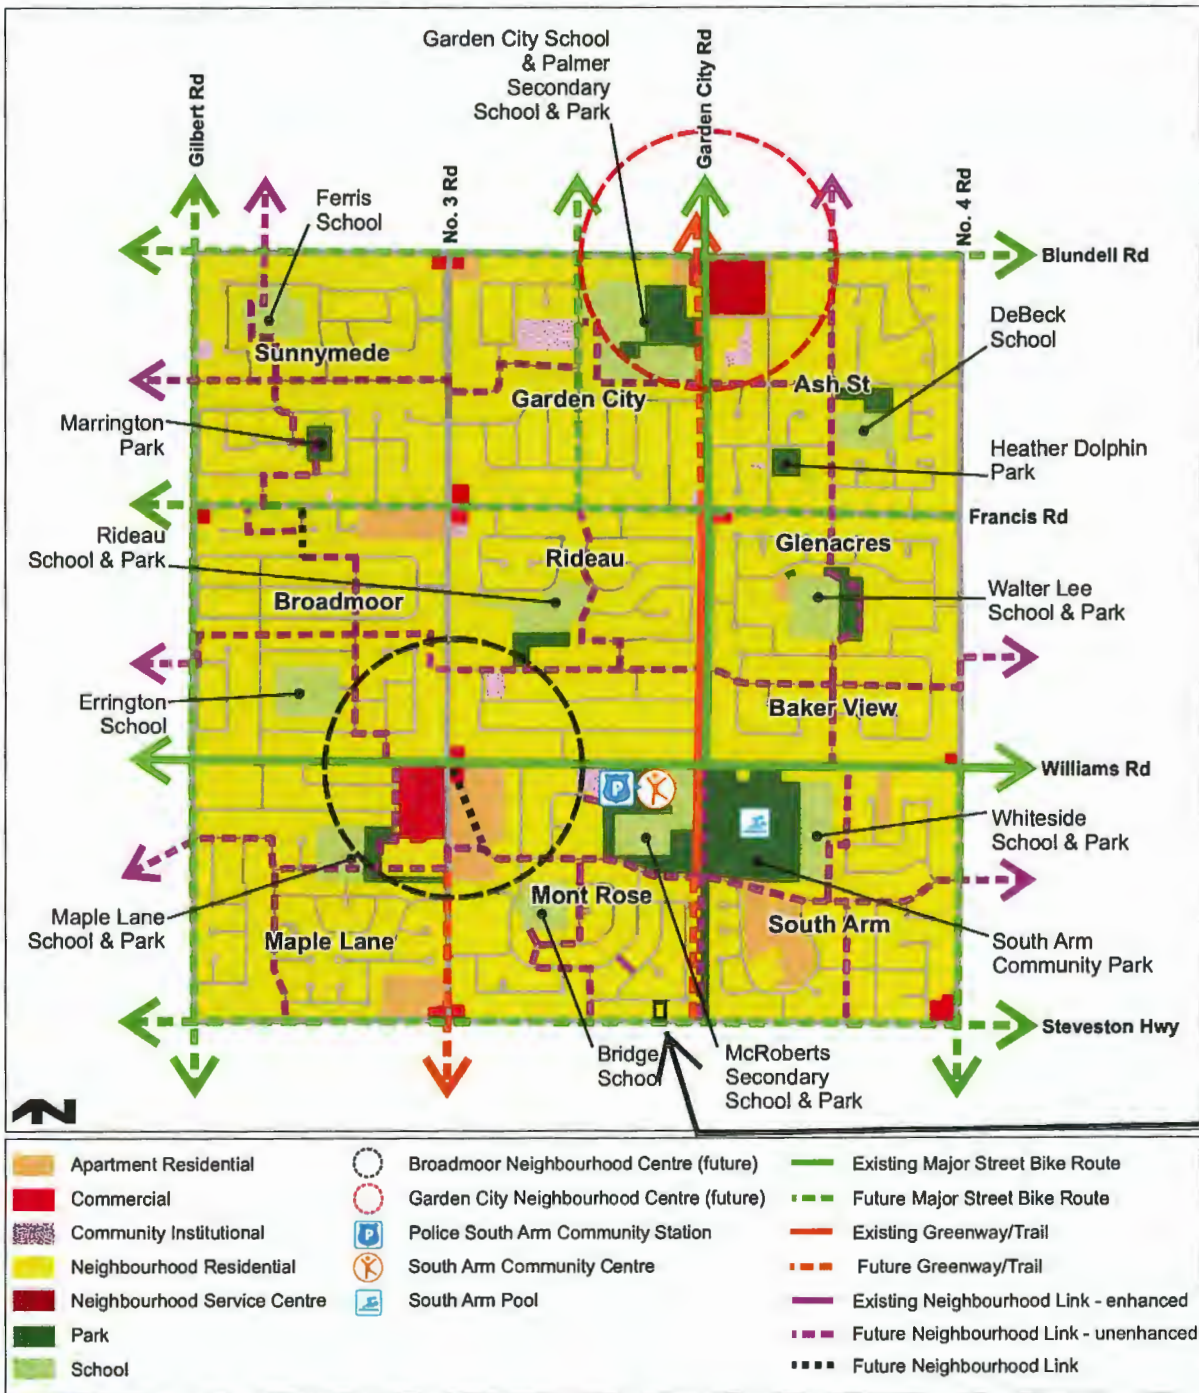 Garden City School
& Palmer
Secondary
School & Park
Gilbert Rd
No. 3 Rd
Garden City Rd
No. 4 Rd
Ferris
School
Blundell Rd
DeBeck
School
Sunnymede
Ash St
Garden City
Marrington
Park
Heather Dolphin
Park
Francis Rd
Rideau
School & Park
Rideau
Glenacres
Broadmoor
Walter Lee
School & Park
Errington
School
Baker View
Williams Rd
P
Whiteside
School & Park
Mont Rose
Maple Lane
School & Park
Maple Lane
South Arm
South Arm
Community Park
Steveston Hwy
Bridge
School
McRoberts
Secondary
School & Park
N
Apartment Residential
Commercial
Community Institutional
Neighbourhood Residential
Neighbourhood Service Centre
Park
School
Broadmoor Neighbourhood Centre (future)
Garden City Neighbourhood Centre (future)
P
Police South Arm Community Station
South Arm Community Centre
South Arm Pool
Existing Major Street Bike Route
Future Major Street Bike Route
Existing Greenway/Trail
Future Greenway/Trail
Existing Neighbourhood Link - enhanced
Future Neighbourhood Link - unenhanced
Future Neighbourhood Link